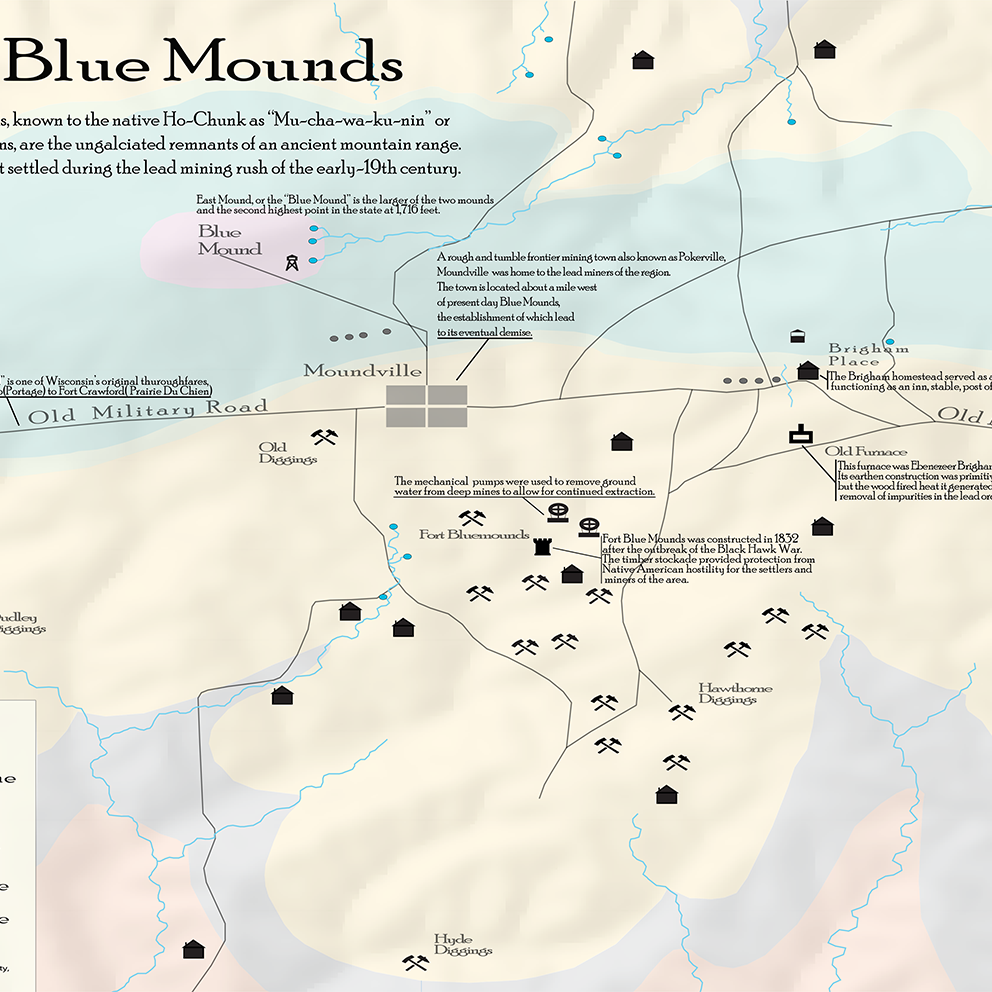 Blue Mounds
s, known to the native Ho-Chunk as “Mu-cha-wa-ku-nin” or
ns, are the ungalciated remnants of an ancient mountain range.
t settled during the lead mining rush of the early-19th century.
East Mound, or the “Blue Mound” is the larger of the two mounds
and the second highest point in the state at 1,716 feet.
Blue
Mound
A rough and tumble frontier mining town also known as Pokerville,
Moundville was home to the lead miners of the region.
The town is located about a mile west
of present day Blue Mounds,
the establishment of which lead
to its eventual demise.
Brigham
Place
The Brigham homestead served as a
functioning as an inn, stable, post of
Moundville
” is one of Wisconsin's original thuroughfares,
o(Portage) to Fort Crawford( Prairie Du Chien)
Old Military Road
Old
Old
Diggings
Old Furnace
This furnace was Ebeneezer Brigham
Its earthen construction was primitiv
but the wood fired heat it generated
removal of impurities in the lead ore
The mechanical pumps were used to remove ground
water from deep mines to allow for continued extraction.
Fort Bluemounds
Fort Blue Mounds was constructed in 1832
after the outbreak of the Black Hawk War.
The timber stockade provided protection from
Native American hostility for the settlers and
miners of the area.
udley
iggings
Hawthorne
Diggings
ne
e
e
ty,
Hyde
Diggings